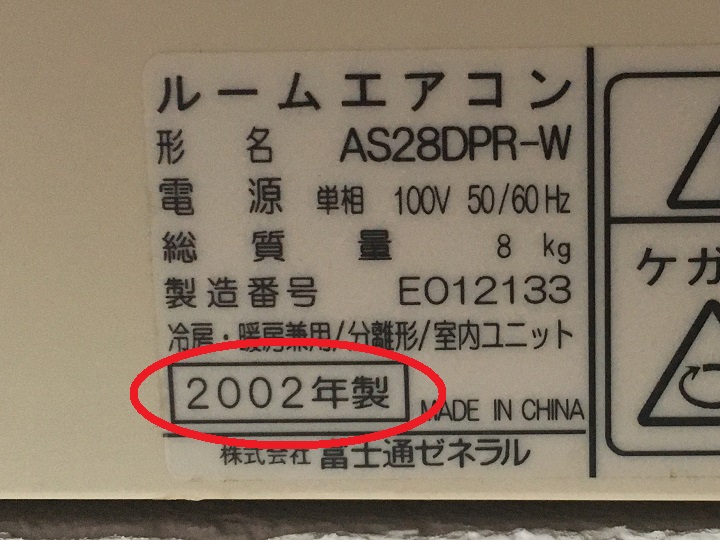 ルームエアコン
形名 AS28DPR-W
電源 単相 100V 50/60Hz
総質量 8 kg
製造番号 E012133
冷房・暖房兼用/分離形/室内ユニット
2002年製 MADE IN CHINA
株式会社 富士通ゼネラル
ケガ